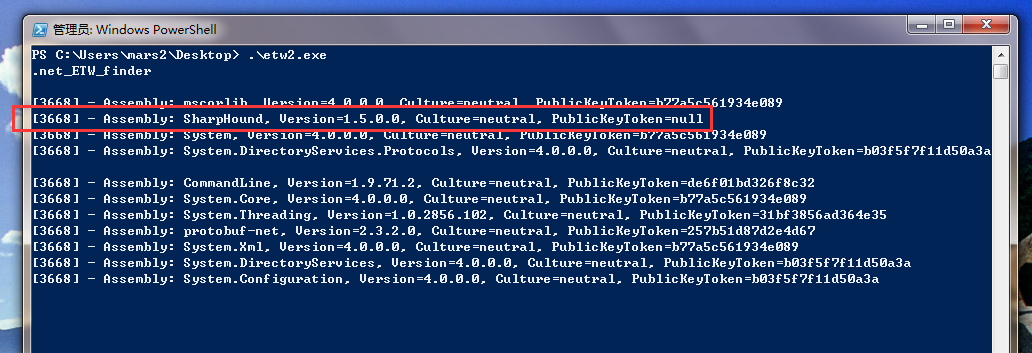 管理员: Windows PowerShell
PS C:\Users\mars2\Desktop> .\etw2.exe
.net_ETW_finder
[3668] - Assembly: mscorlib, Version=4.0.0.0, Culture=neutral, PublicKeyToken=b77a5c561934e089
[3668] - Assembly: SharpHound, Version=1.5.0.0, Culture=neutral, PublicKeyToken=null
[3668] - Assembly: System, Version=4.0.0.0, Culture=neutral, PublicKeyToken=b77a5c561934e089
[3668] - Assembly: System.DirectoryServices.Protocols, Version=4.0.0.0, Culture=neutral, PublicKeyToken=b03f5f7f11d50a3a
[3668] - Assembly: CommandLine, Version=1.9.71.2, Culture=neutral, PublicKeyToken=de6f01bd326f8c32
[3668] - Assembly: System.Core, Version=4.0.0.0, Culture=neutral, PublicKeyToken=b77a5c561934e089
[3668] - Assembly: System.Threading, Version=1.0.2856.102, Culture=neutral, PublicKeyToken=31bf3856ad364e35
[3668] - Assembly: protobuf-net, Version=2.3.2.0, Culture=neutral, PublicKeyToken=257b51d87d2e4d67
[3668] - Assembly: System.Xml, Version=4.0.0.0, Culture=neutral, PublicKeyToken=b77a5c561934e089
[3668] - Assembly: System.DirectoryServices, Version=4.0.0.0, Culture=neutral, PublicKeyToken=b03f5f7f11d50a3a
[3668] - Assembly: System.Configuration, Version=4.0.0.0, Culture=neutral, PublicKeyToken=b03f5f7f11d50a3a